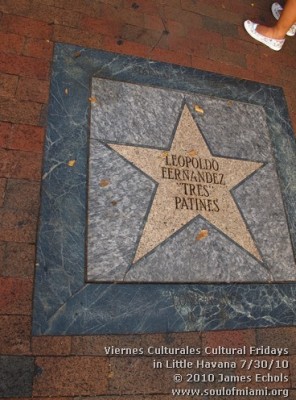 LEOPOLDO
FERNANDEZ
"TRES"
PATINES
Viernes Culturales Cultural Fridays
in Little Havana 7/30/10
© 2010 James Echols
www.soulofmiami.org